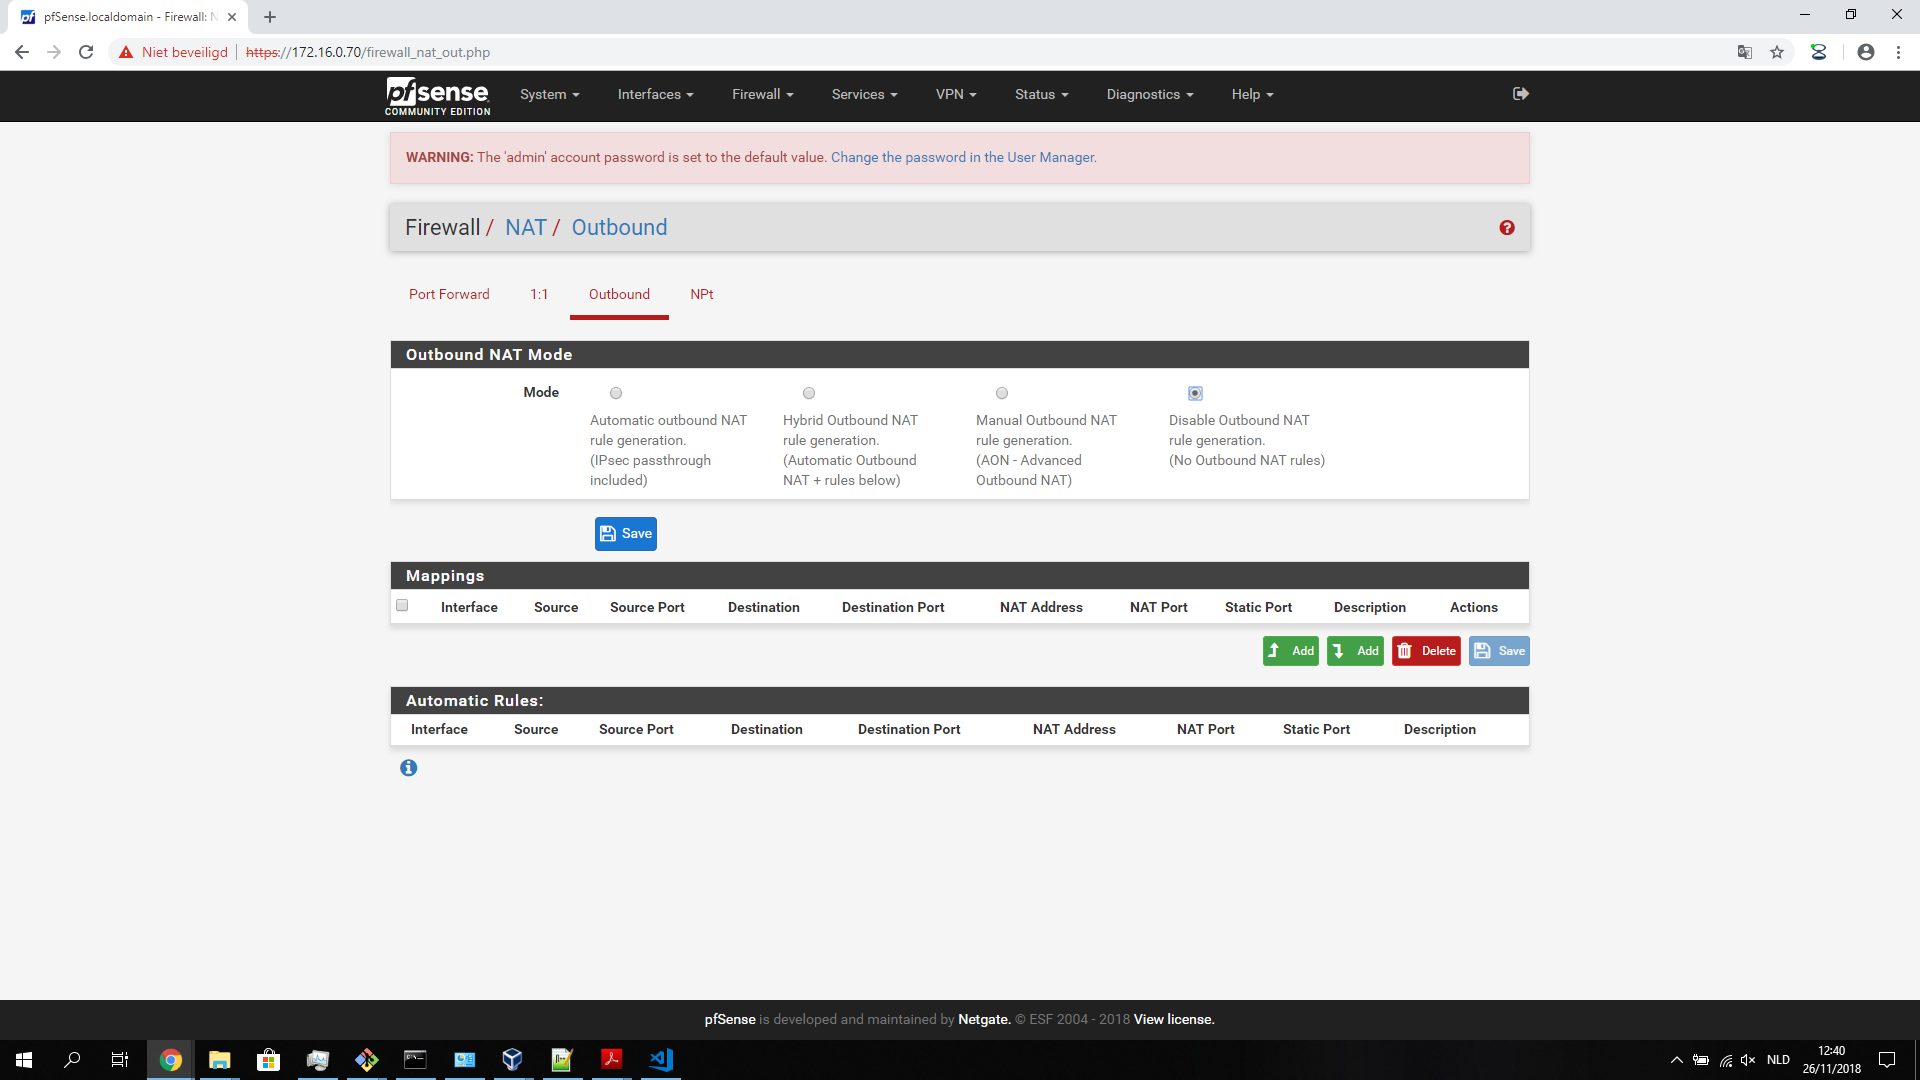 pfSense.localdomain - Firewall: N
Niet beveiligd
https://172.16.0.70/firewall_nat_out.php
pfsense
COMMUNITY EDITION
System
Interfaces
Firewall
Services
VPN
Status
Diagnostics
Help
WARNING: The 'admin' account password is set to the default value. Change the password in the User Manager.
Firewall / NAT / Outbound
Port Forward
1:1
Outbound
NPt
Outbound NAT Mode
Mode
Automatic outbound NAT
rule generation.
(IPsec passthrough
included)
Hybrid Outbound NAT
rule generation.
(Automatic Outbound
NAT + rules below)
Manual Outbound NAT
rule generation.
(AON - Advanced
Outbound NAT)
Disable Outbound NAT
rule generation.
(No Outbound NAT rules)
Save
Mappings
Interface Source Source Port Destination Destination Port NAT Address NAT Port Static Port Description Actions
Add
Add
Delete
Save
Automatic Rules:
Interface Source Source Port Destination Destination Port NAT Address NAT Port Static Port Description
pfSense is developed and maintained by Netgate. © ESF 2004 - 2018 View license.
NLD
12:40
26/11/2018